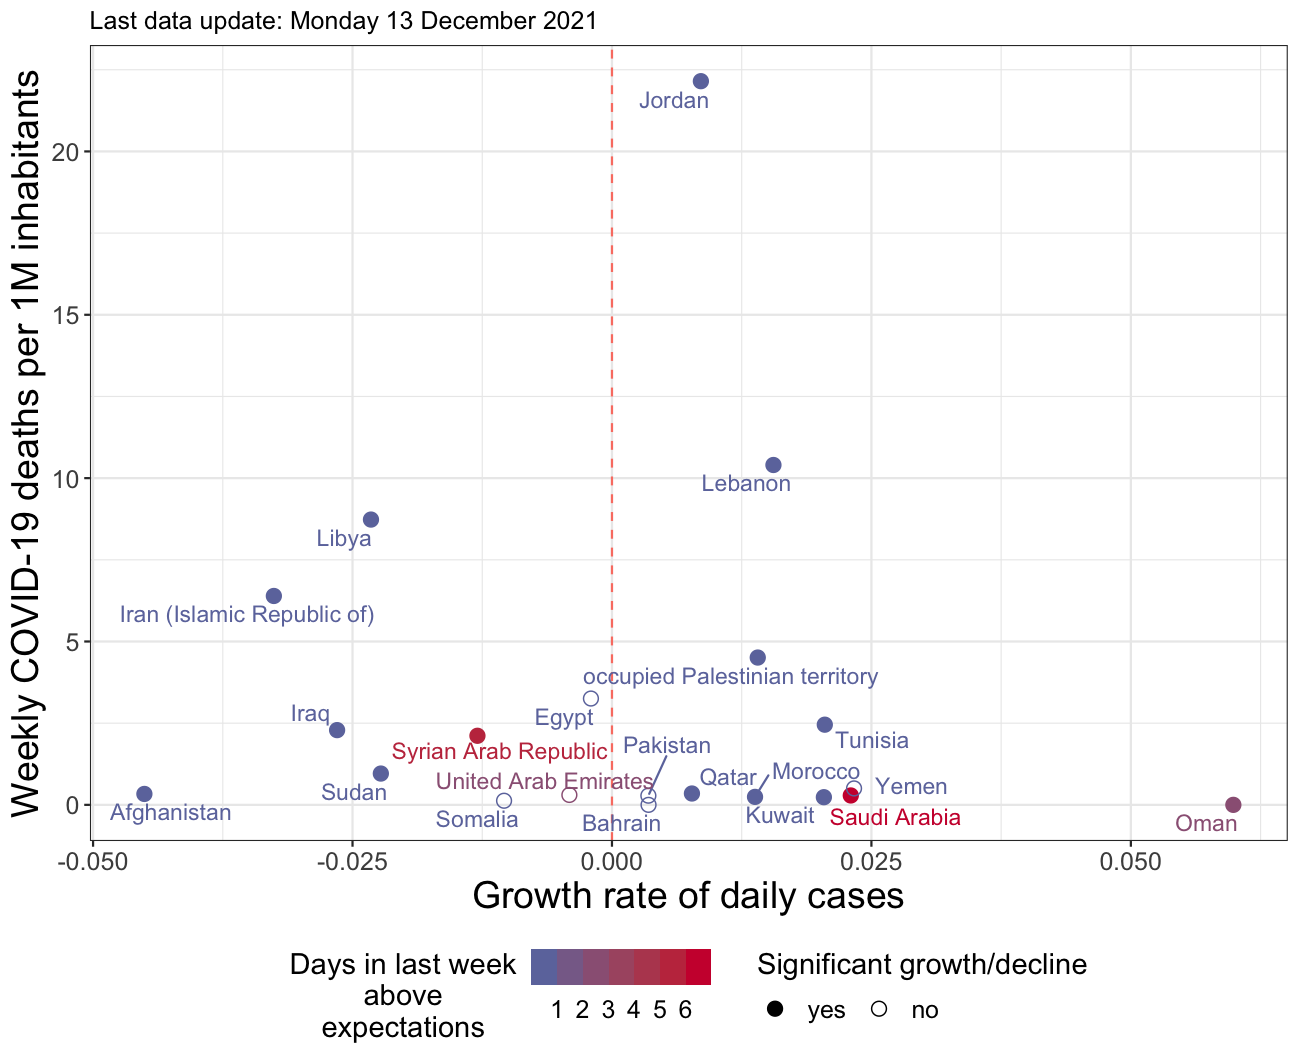 Last data update: Monday 13 December 2021
Weekly COVID-19 deaths per 1M inhabitants
20
15
10
5
0
Jordan
Lebanon
Libya
Iran (Islamic Republic of)
occupied Palestinian territory
Iraq
Egypt
Syrian Arab Republic
Pakistan
Tunisia
Sudan
United Arab Emirates
Qatar
Morocco
Yemen
Afghanistan
Somalia
Bahrain
Kuwait
Saudi Arabia
Oman
-0.050 -0.025 0.000 0.025 0.050
Growth rate of daily cases
Days in last week
above
expectations
1 2 3 4 5 6
Significant growth/decline
yes no